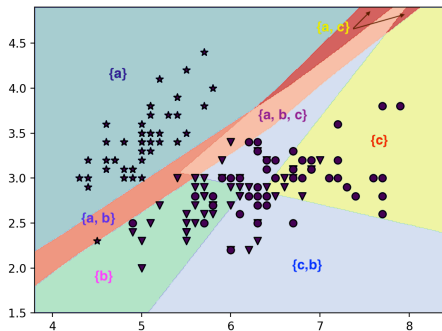 4.5
4.0
3.5
3.0
2.5
2.0
1.5
4
5
6
7
8
{a, c}
{a}
{a, b, c}
{c}
{a, b}
{b}
{c,b}